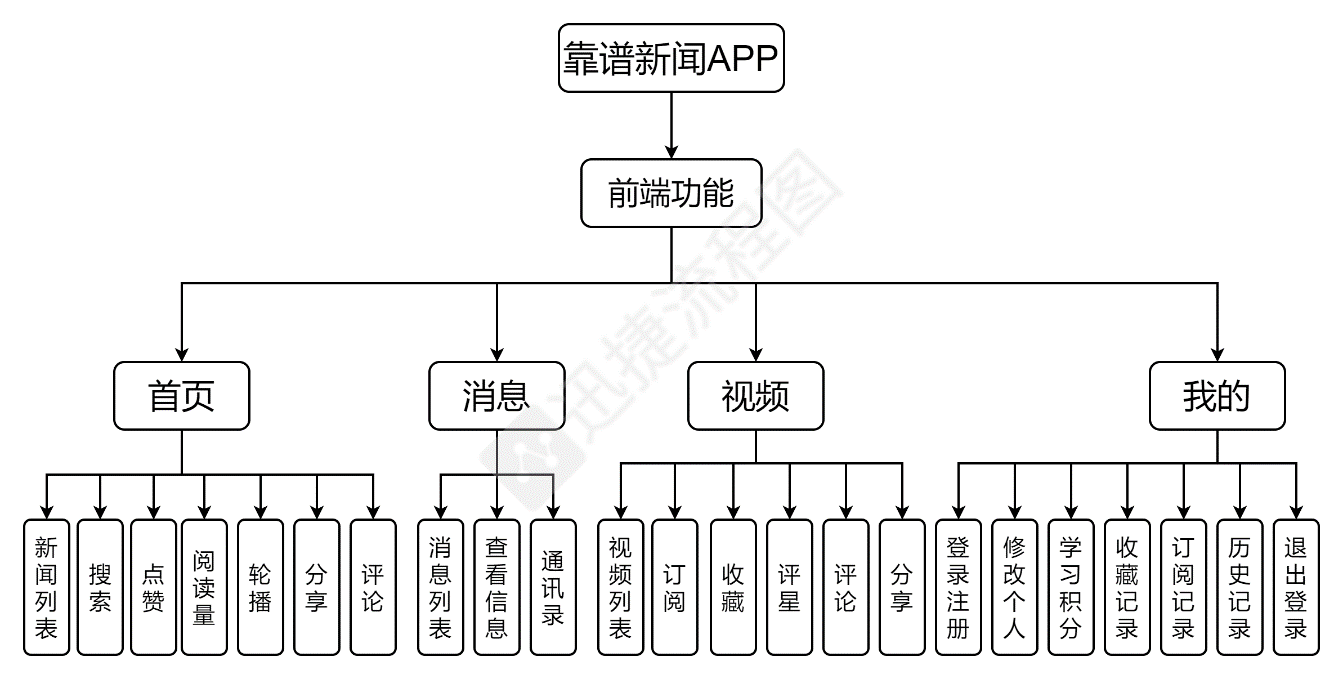 靠谱新闻APP
前端功能
首页
消息
视频
我的
新闻列表
搜索
点赞
阅读量
轮播
分享
评论
消息列表
查看信息
通讯录
视频列表
订阅
收藏
评星
评论
分享
登录注册
修改个人
学习积分
收藏记录
订阅记录
历史记录
退出登录
迅捷流程图